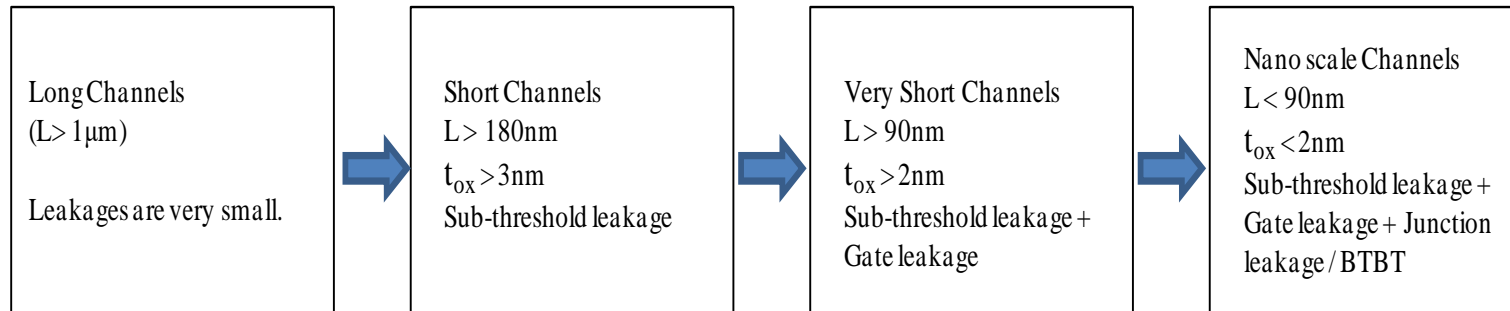 Long Channels
(L> 1μm)
Leakages are very small.
Short Channels
L > 180nm
tox >3nm
Sub-threshold leakage
Very Short Channels
L > 90nm
tox >2nm
Sub-threshold leakage +
Gate leakage
Nano scale Channels
L < 90nm
tox <2nm
Sub-threshold leakage +
Gate leakage + Junction
leakage / BTBT